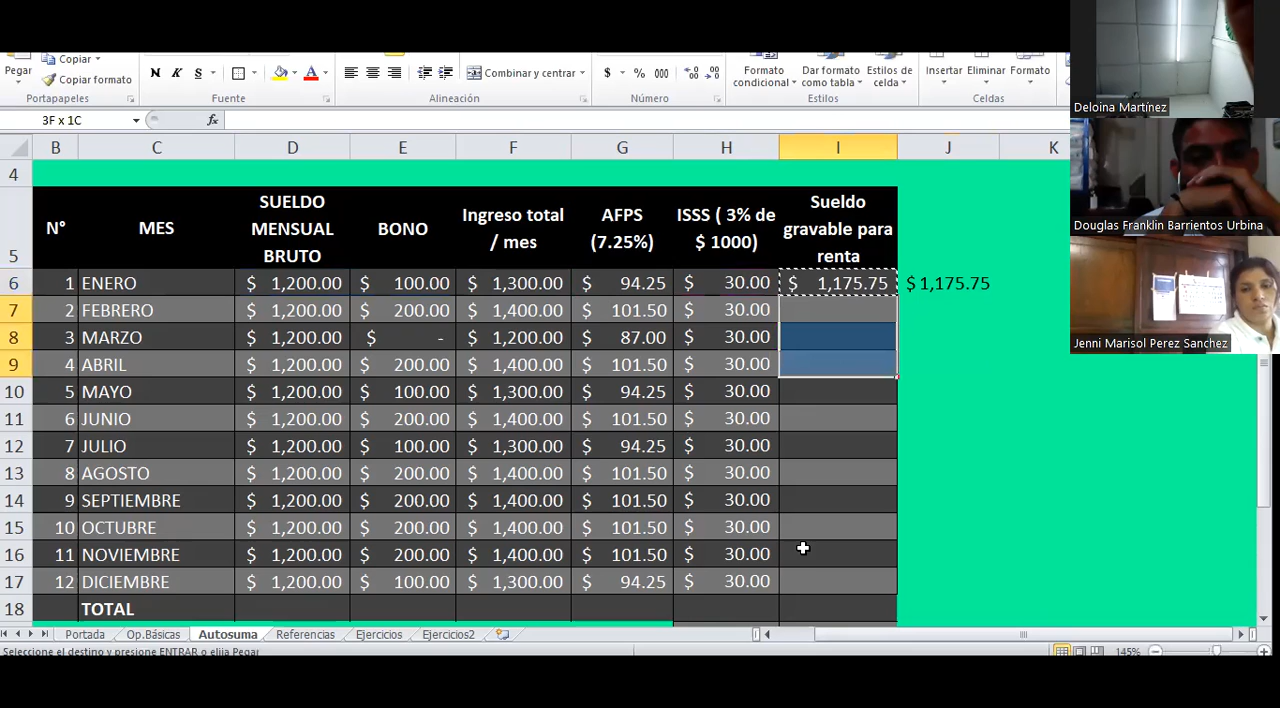 Copiar
Pegar
Copiar formato
N K S
A
Combinar y centrar
$ % 000
Formato condicional
Dar formato como tabla
Estilos de celda
Insertar Eliminar Formato
Portapapeles Fuente Alineación Número Estilos Celdas
3F x 1C fx
B C D E F G H I J K
4
5 N° MES SUELDO MENSUAL BRUTO BONO Ingreso total / mes AFPS (7.25%) ISSS ( 3% de $ 1000) Sueldo gravable para renta
6 1 ENERO $ 1,200.00 $ 100.00 $ 1,300.00 $ 94.25 $ 30.00 $ 1,175.75 $ 1,175.75
7 2 FEBRERO $ 1,200.00 $ 200.00 $ 1,400.00 $ 101.50 $ 30.00
8 3 MARZO $ 1,200.00 $ - $ 1,200.00 $ 87.00 $ 30.00
9 4 ABRIL $ 1,200.00 $ 200.00 $ 1,400.00 $ 101.50 $ 30.00
10 5 MAYO $ 1,200.00 $ 100.00 $ 1,300.00 $ 94.25 $ 30.00
11 6 JUNIO $ 1,200.00 $ 200.00 $ 1,400.00 $ 101.50 $ 30.00
12 7 JULIO $ 1,200.00 $ 100.00 $ 1,300.00 $ 94.25 $ 30.00
13 8 AGOSTO $ 1,200.00 $ 200.00 $ 1,400.00 $ 101.50 $ 30.00
14 9 SEPTIEMBRE $ 1,200.00 $ 200.00 $ 1,400.00 $ 101.50 $ 30.00
15 10 OCTUBRE $ 1,200.00 $ 200.00 $ 1,400.00 $ 101.50 $ 30.00
16 11 NOVIEMBRE $ 1,200.00 $ 200.00 $ 1,400.00 $ 101.50 $ 30.00
17 12 DICIEMBRE $ 1,200.00 $ 100.00 $ 1,300.00 $ 94.25 $ 30.00
18 TOTAL
Portada Op.Básicas Autosuma Referencias Ejercicios Ejercicios2
Seleccione el destino y presione ENTRAR o elija Pegar 145%
Deloina Martínez
Douglas Franklin Barrientos Urbina
Jenni Marisol Perez Sanchez